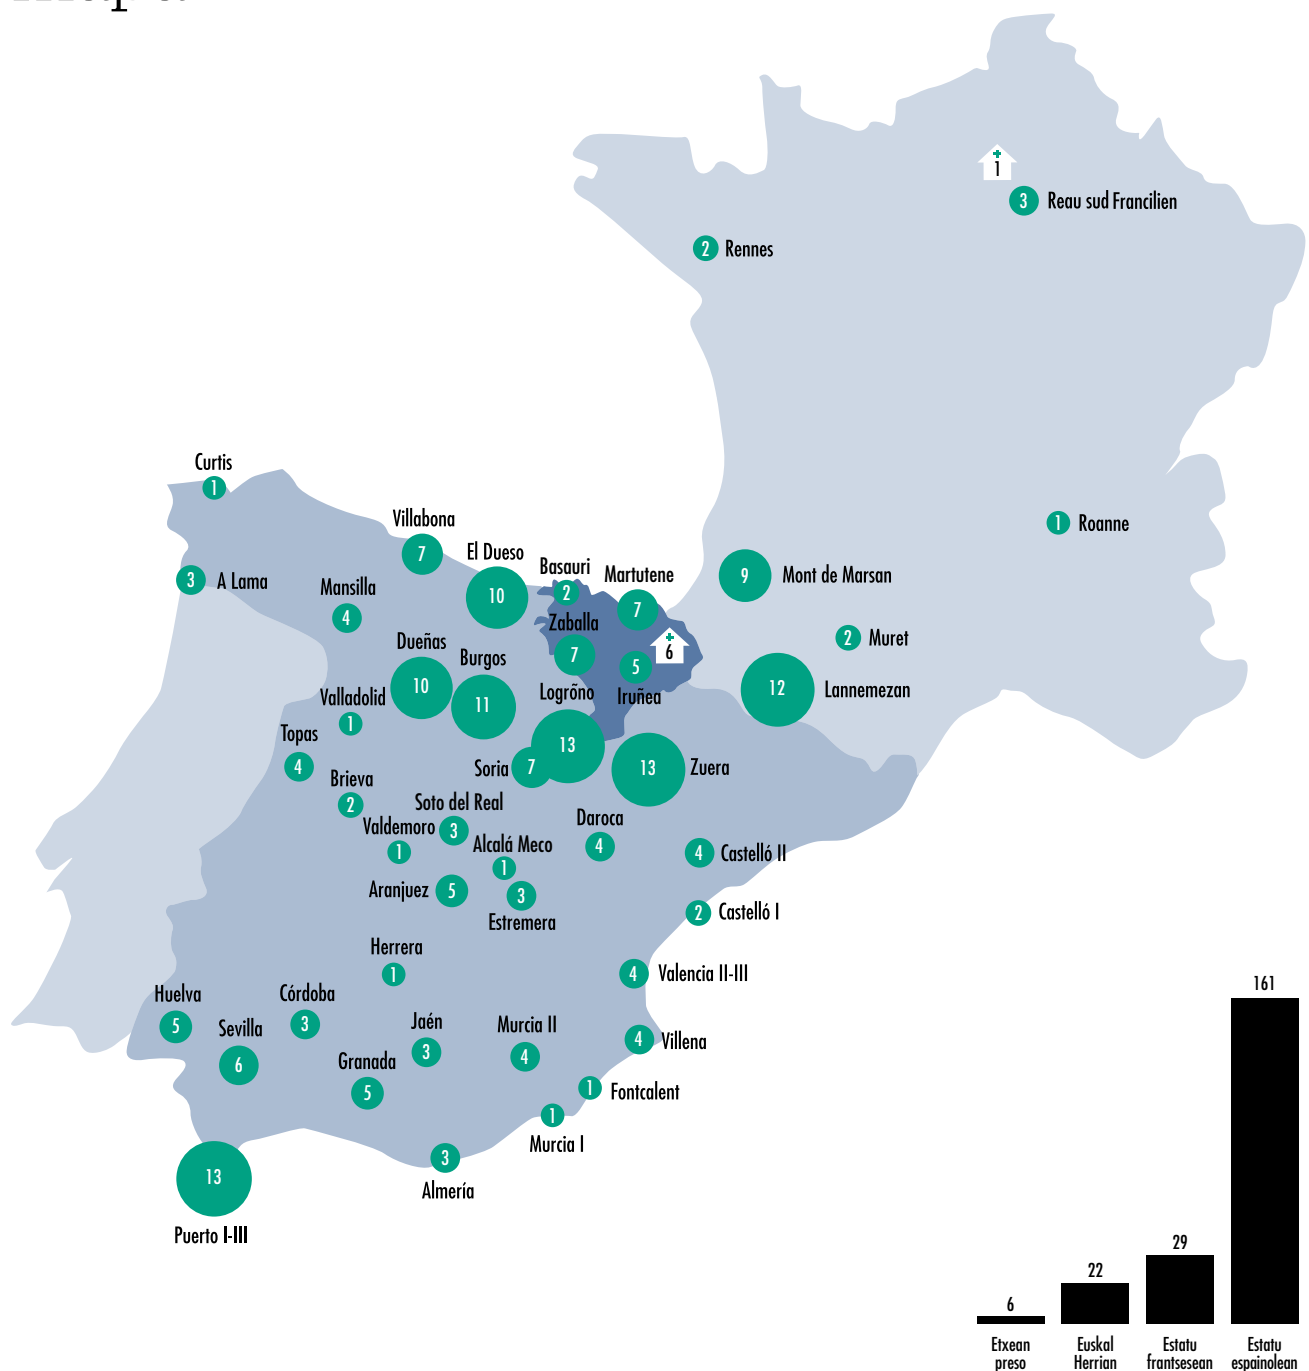 1
3 Reau sud Francilien
2 Rennes
Curtis
1
1 Roanne
Villabona
7
El Dueso
10
Basauri
2
Martutene
7
9 Mont de Marsan
3 A Lama
Mansilla
4
Zaballa
7
6
2 Muret
Dueñas
10
Burgos
11
5
Iruñea
12 Lannemezan
Valladolid
1
Logroño
13
Topas
4
Soria 7
13 Zuera
Brieva
2
Soto del Real
3
Valdemoro
1
Alcalá Meco
1
Daroca
4
4 Castelló II
Aranjuez 5
3
Estremera
2 Castelló I
Herrera
1
4 Valencia II-III
Huelva
5
Córdoba
3
Sevilla
6
Jaén
3
Murcia II
4
4 Villena
Granada
5
1 Fontcalent
1
Murcia I
3
Almería
13
Puerto I-III
161
29
22
6
Etxean
preso
Euskal
Herrian
Estatu
frantsesean
Estatu
espainolean